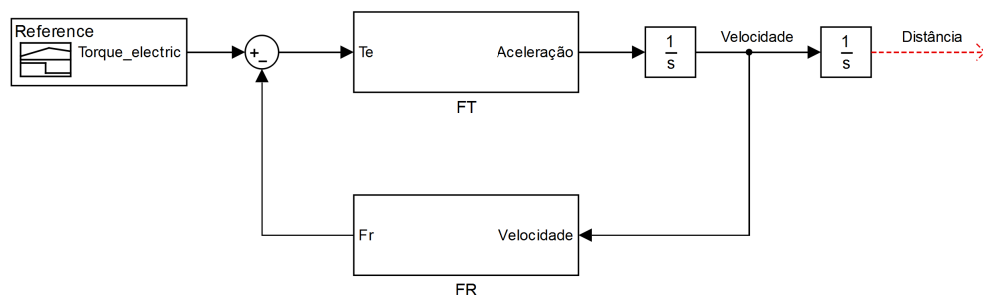 Reference
Torque_electric
+
−
Te
Aceleração
FT
1
s
Velocidade
1
s
Distância
Fr
Velocidade
FR